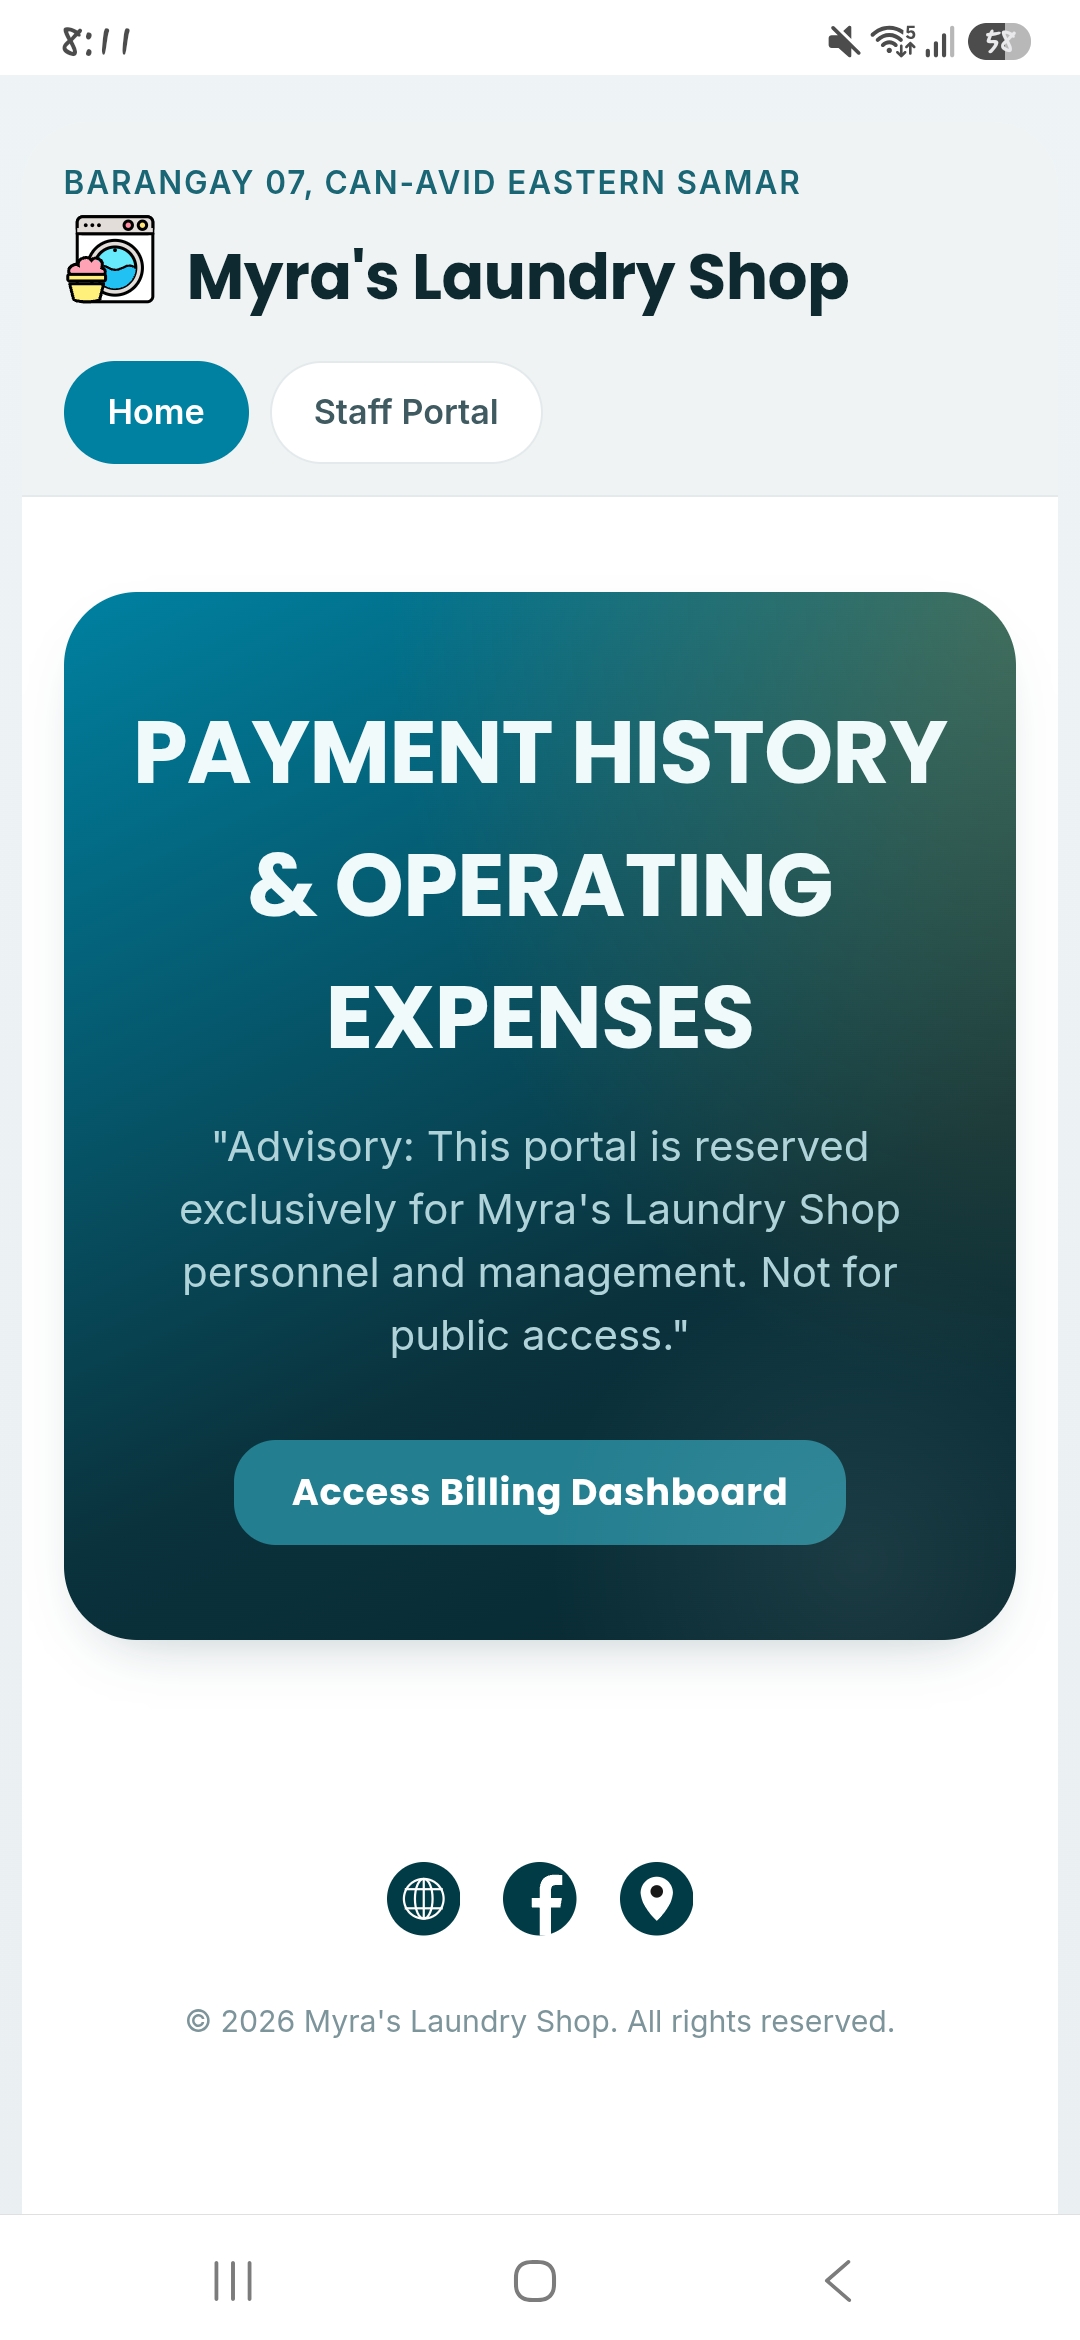 8:11
5
58
BARANGAY 07, CAN-AVID EASTERN SAMAR
Myra's Laundry Shop
Home
Staff Portal
PAYMENT HISTORY
& OPERATING
EXPENSES
"Advisory: This portal is reserved
exclusively for Myra's Laundry Shop
personnel and management. Not for
public access."
Access Billing Dashboard
© 2026 Myra's Laundry Shop. All rights reserved.